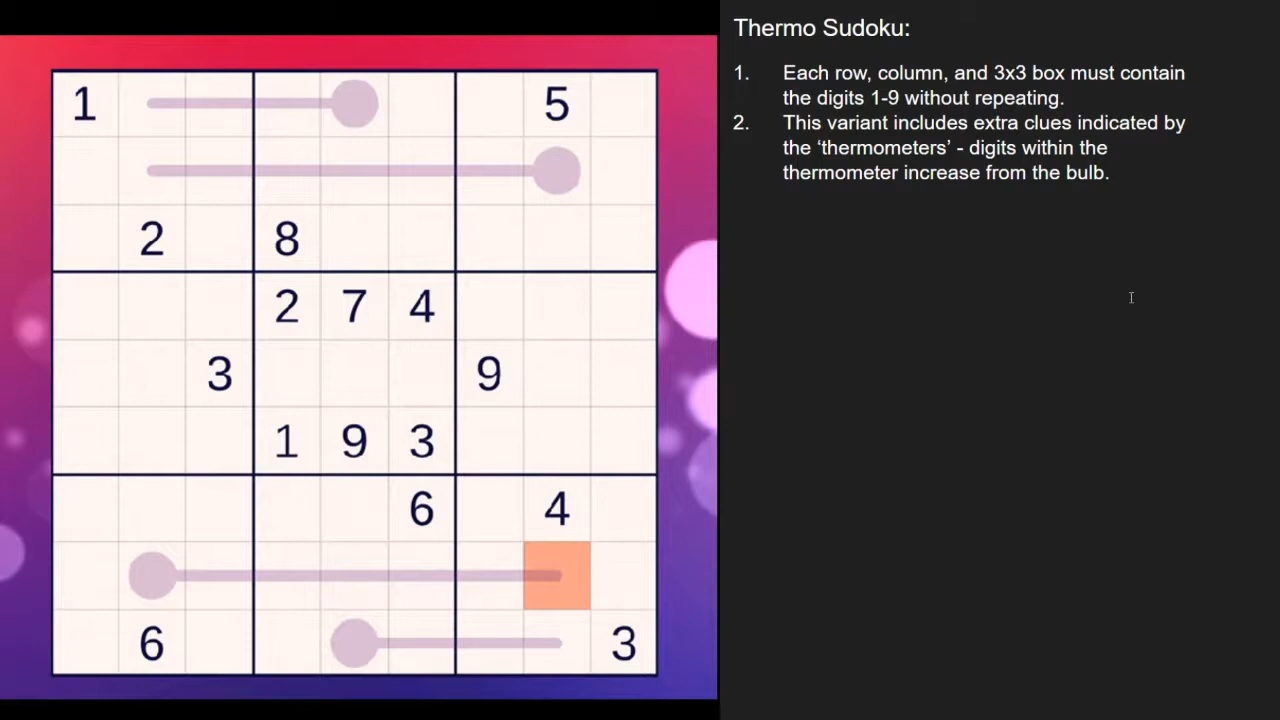 Thermo Sudoku:
1. Each row, column, and 3x3 box must contain
the digits 1-9 without repeating.
2. This variant includes extra clues indicated by
the ‘thermometers’ - digits within the
thermometer increase from the bulb.
1 5
2 8
2 7 4
3 9
1 9 3
6 4
6 3